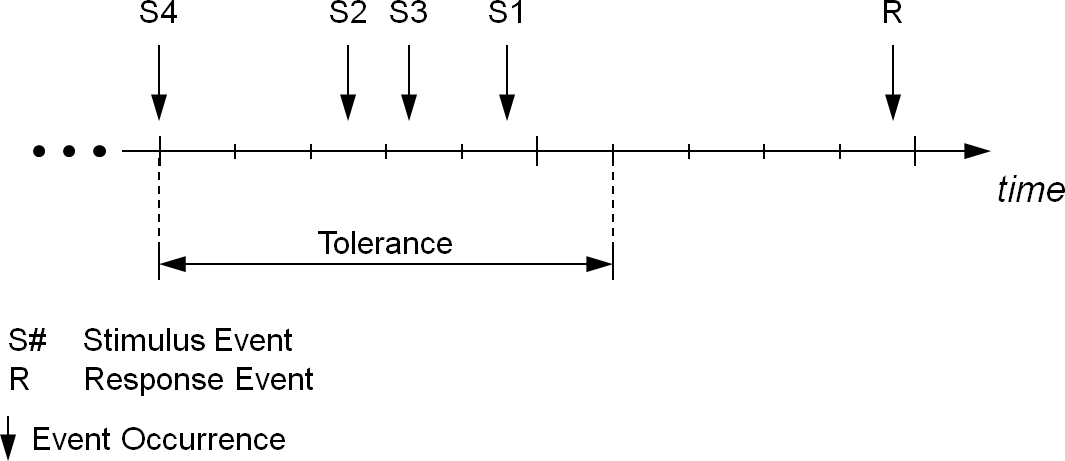 S4 S2 S3 S1 R
time
Tolerance
S# Stimulus Event
R Response Event
Event Occurrence